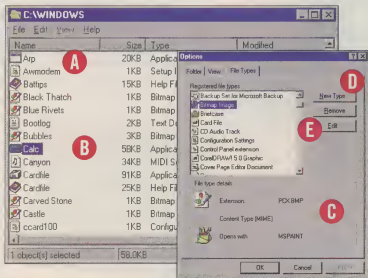 C:\WINDOWS
File Edit View Help
Name Size Type Modified
Arp 20KB Applica
Awmodem 1KB Setup I
Battips 15KB Help Fil
Black Thatch 1KB Bitmap
Blue Rivets 1KB Bitmap
Bootlog 2KB Text Do
Bubbles 3KB Bitmap
Calc 58KB Applica
Canyon 34KB MIDI S
Cardfile 91KB Applica
Cardfile 25KB Help Fil
Carved Stone 1KB Bitmap
Castle 1KB Bitmap
ccard100 1KB Configu
1 object(s) selected 58.0KB
A
B
Options
Folder View File Types
Registered file types:
Backup Set for Microsoft Backup
Bitmap Image
Briefcase
Card File
CD Audio Track
Configuration Settings
Control Panel extension
CorelDRAW! 5.0 Graphic
Cover Page Editor Document
New Type
Remove
Edit
D
E
File type details
Extension PCX BMP
Content Type (MIME)
Opens with MSPAINT
C
OK Cancel Apply